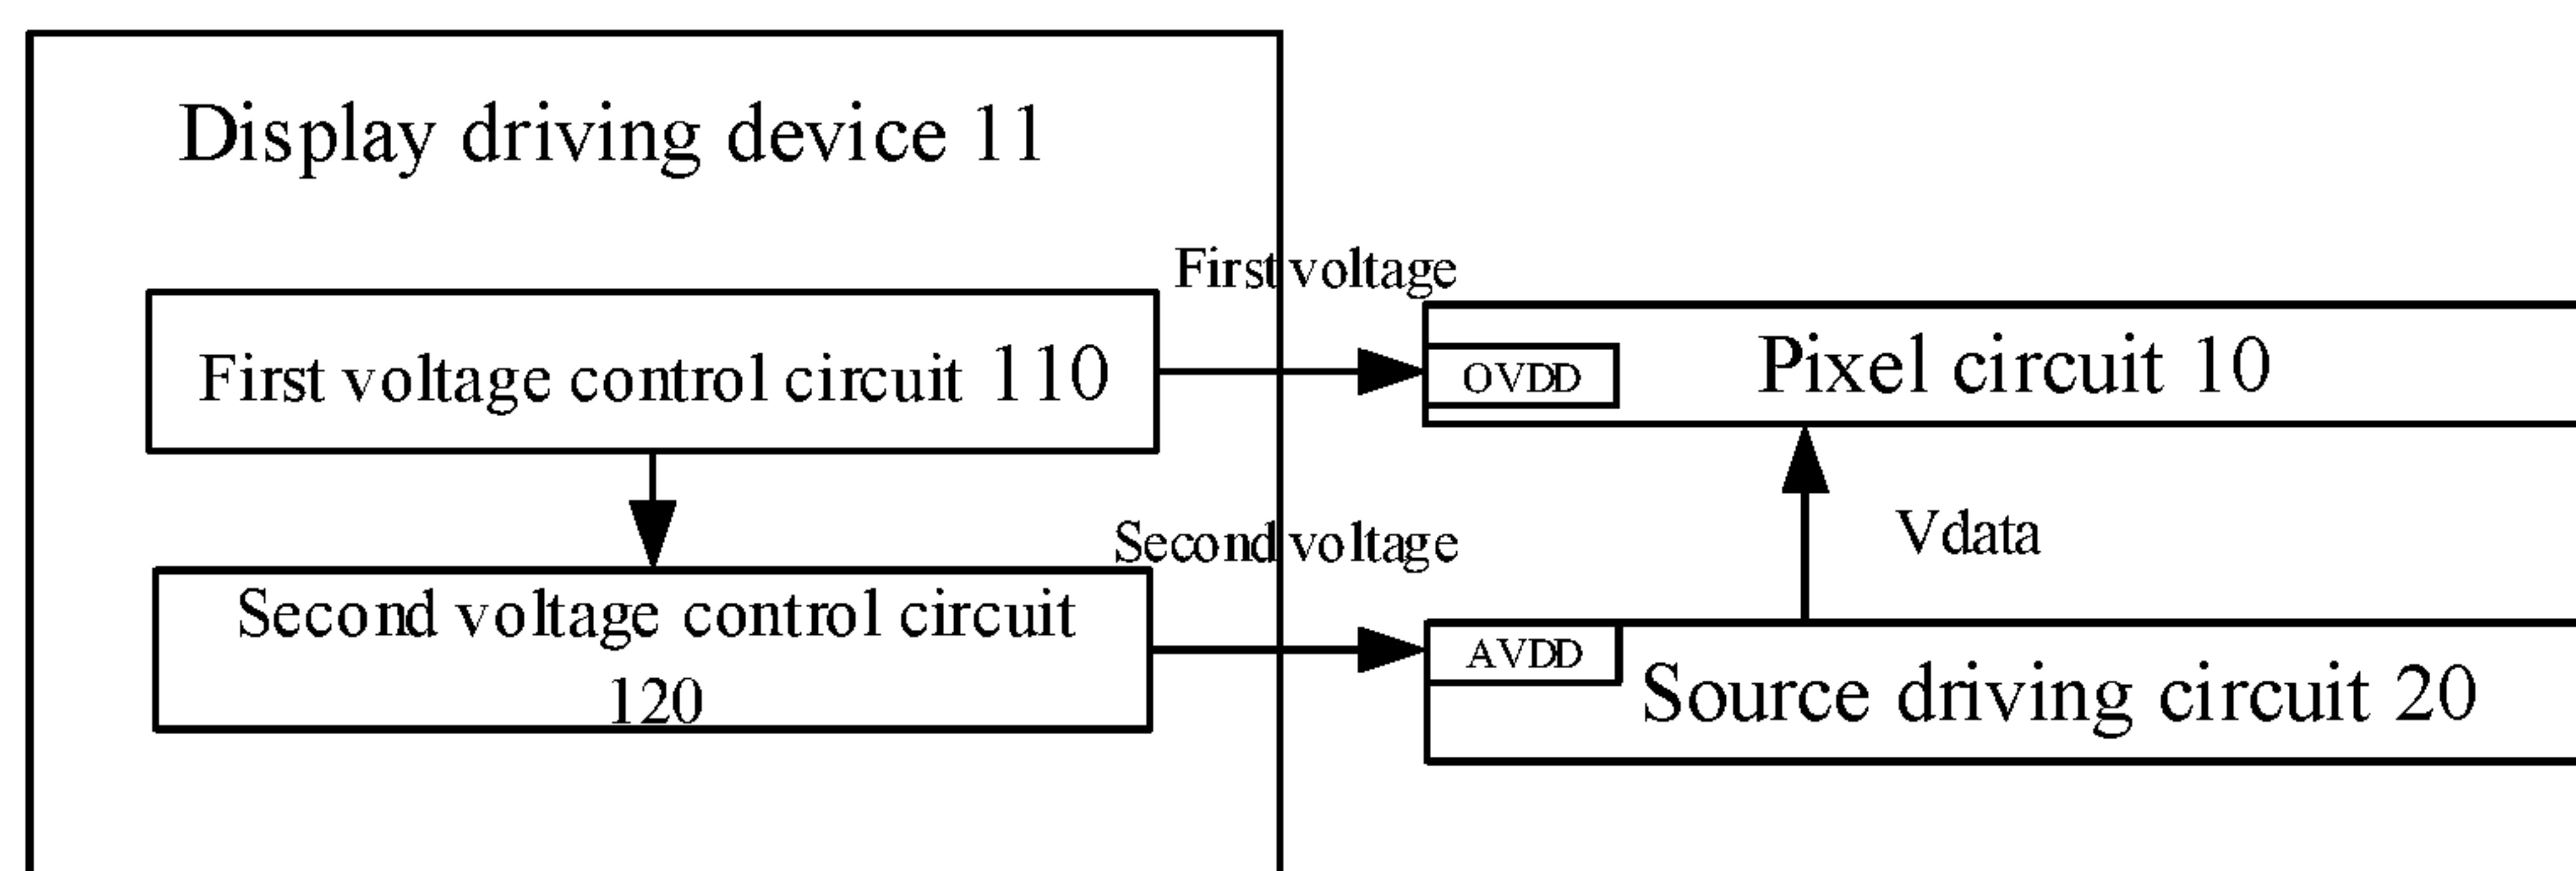 Display driving device 11
First voltage
First voltage control circuit 110
OVDD
Pixel circuit 10
Second voltage
Vdata
Second voltage control circuit
120
AVDD
Source driving circuit 20